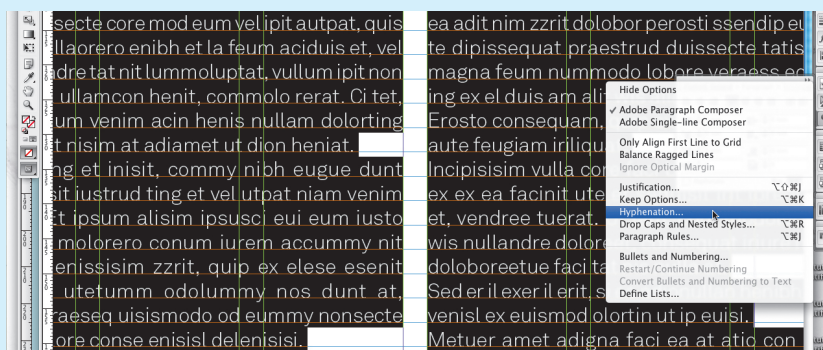 secte core mod eum vel ipit autpat, quis
llaorero enibh et la feum aciduis et, vel
dre tat nit lummoluptat, vullum ipit non
ullamcon henit, commolo rerat. Ci tet,
um venim acin henis nullam dolorting
t nisim at adiamet ut dion heniat.
ng et inisit, commy nibh eugue dunt
sit iustrud ting et vel utpat niam venim
t ipsum alisim ipsusci eui eum iusto
molorero conum iurem accummy nit
enissisim zzrit, quip ex elese esenit
utetumm odolummy nos dunt at,
raeseq uisismodo od eummy nonsecte
ore conse enisisl delenisisi.
ea adit nim zzrit dolobor perosti ssendip eu
te dipissequat praestrud duissecte tatis
magna feum nummodo lobore veraess eq
ing ex el duis am ali
Erosto consequam,
aute feugiam iriliqu
Incipisisim vulla co
ex ex ea facinit ute
et, vendree tuerat.
wis nullandre dolore
doloboreetue faci ta
Sed er il exer il erit, s
venisl ex euismod olortin ut ip euisi.
Metuer amet adigna faci ea at atio con
Hide Options
✓ Adobe Paragraph Composer
Adobe Single-line Composer
Only Align First Line to Grid
Balance Ragged Lines
Ignore Optical Margin
Justification... ⌥⇧⌘J
Keep Options... ⌥⌘K
Hyphenation...
Drop Caps and Nested Styles... ⌥⌘R
Paragraph Rules... ⌥⌘J
Bullets and Numbering...
Restart/Continue Numbering
Convert Bullets and Numbering to Text
Define Lists...